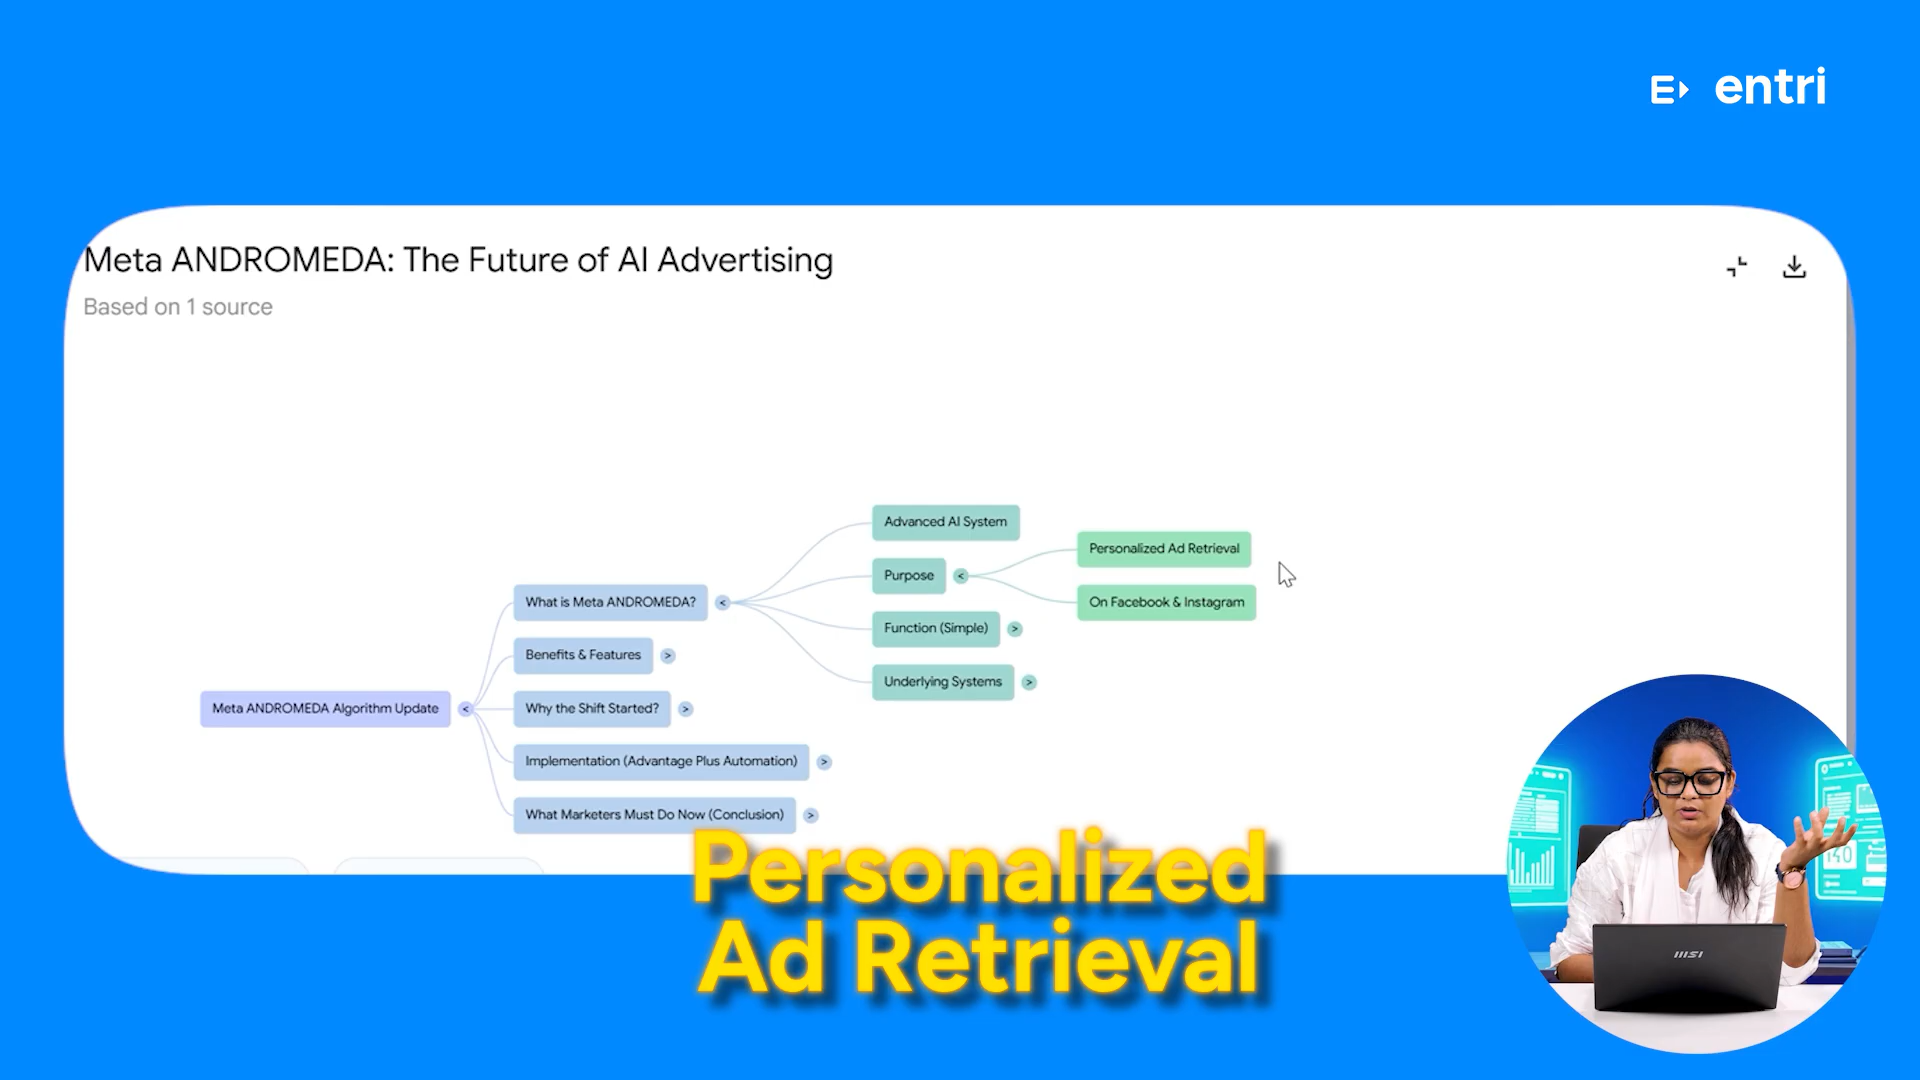 entri
Meta ANDROMEDA: The Future of AI Advertising
Based on 1 source
Advanced AI System
Personalized Ad Retrieval
Purpose
<
What is Meta ANDROMEDA?
<
On Facebook & Instagram
Function (Simple)
>
Benefits & Features
>
Underlying Systems
>
Meta ANDROMEDA Algorithm Update
<
Why the Shift Started?
>
Implementation (Advantage Plus Automation)
>
What Marketers Must Do Now (Conclusion)
>
Personalized
Ad Retrieval
msi
140